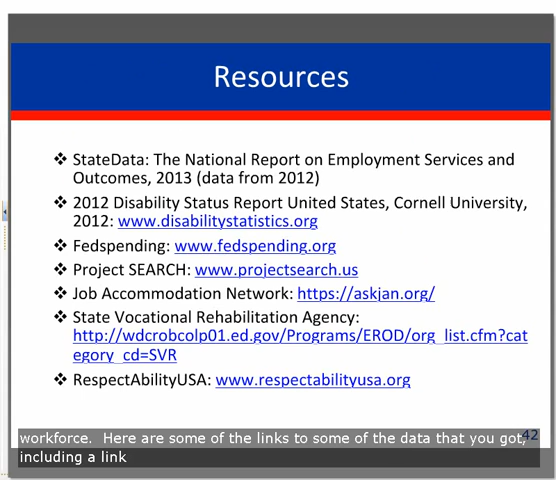 Resources
❖ StateData: The National Report on Employment Services and
Outcomes, 2013 (data from 2012)
❖ 2012 Disability Status Report United States, Cornell University,
2012: www.disabilitystatistics.org
❖ Fedspending: www.fedspending.org
❖ Project SEARCH: www.projectsearch.us
❖ Job Accommodation Network: https://askjan.org/
❖ State Vocational Rehabilitation Agency:
http://wdcrobcolp01.ed.gov/Programs/EROD/org_list.cfm?cat
egory_cd=SVR
❖ RespectAbilityUSA: www.respectabilityusa.org
42
workforce.  Here are some of the links to some of the data that you got,
including a link